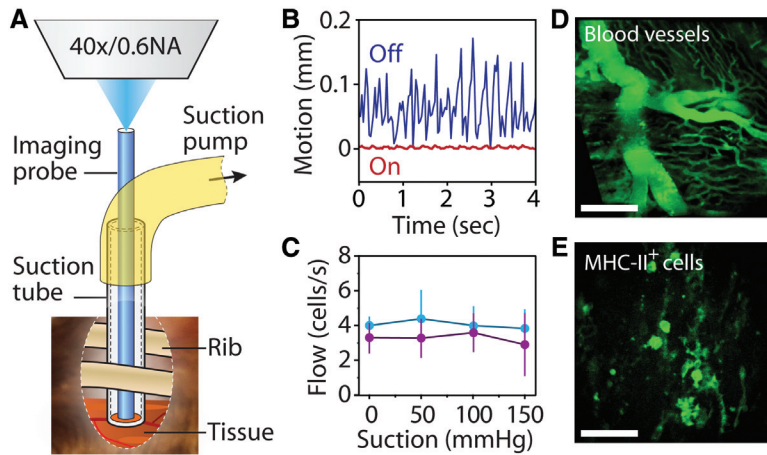 A
40x/0.6NA
Suction
pump
Imaging
probe
Suction
tube
Rib
Tissue
B
0.2
0.1
0
Motion (mm)
Off
On
0 1 2 3 4
Time (sec)
C
8
6
4
2
0
Flow (cells/s)
0 50 100 150
Suction (mmHg)
D
Blood vessels
E
MHC-II+ cells